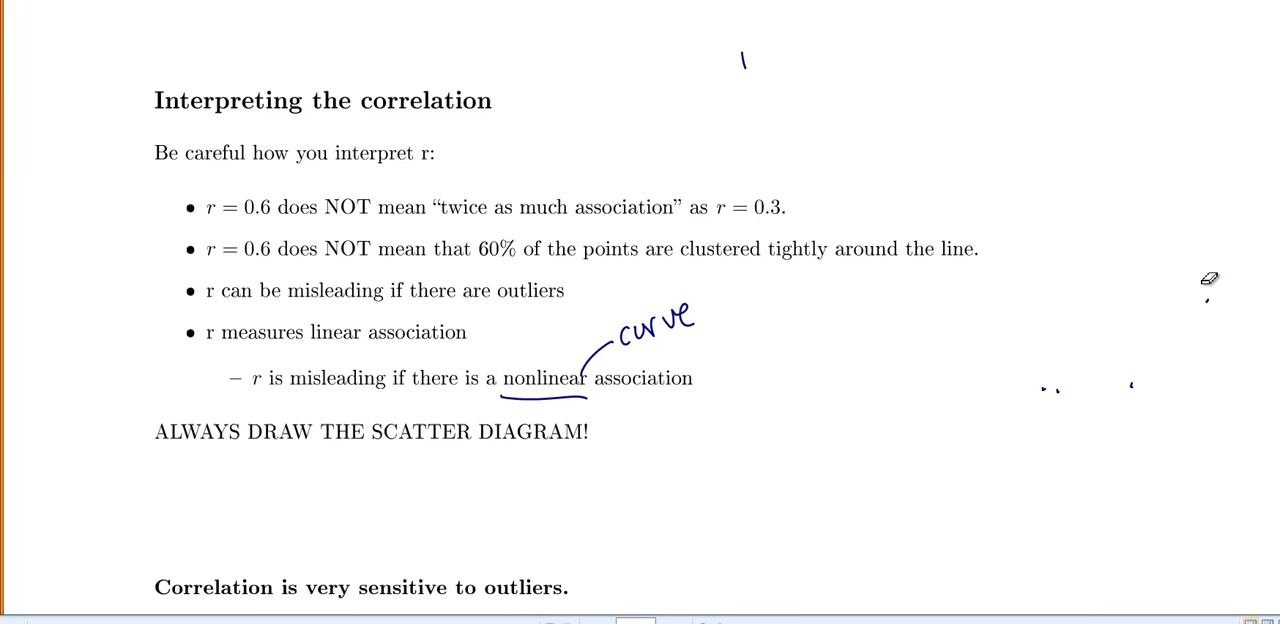 Interpreting the correlation
Be careful how you interpret r:
• r = 0.6 does NOT mean “twice as much association” as r = 0.3.
• r = 0.6 does NOT mean that 60% of the points are clustered tightly around the line.
• r can be misleading if there are outliers
• r measures linear association
curve
– r is misleading if there is a nonlinear association
ALWAYS DRAW THE SCATTER DIAGRAM!
Correlation is very sensitive to outliers.